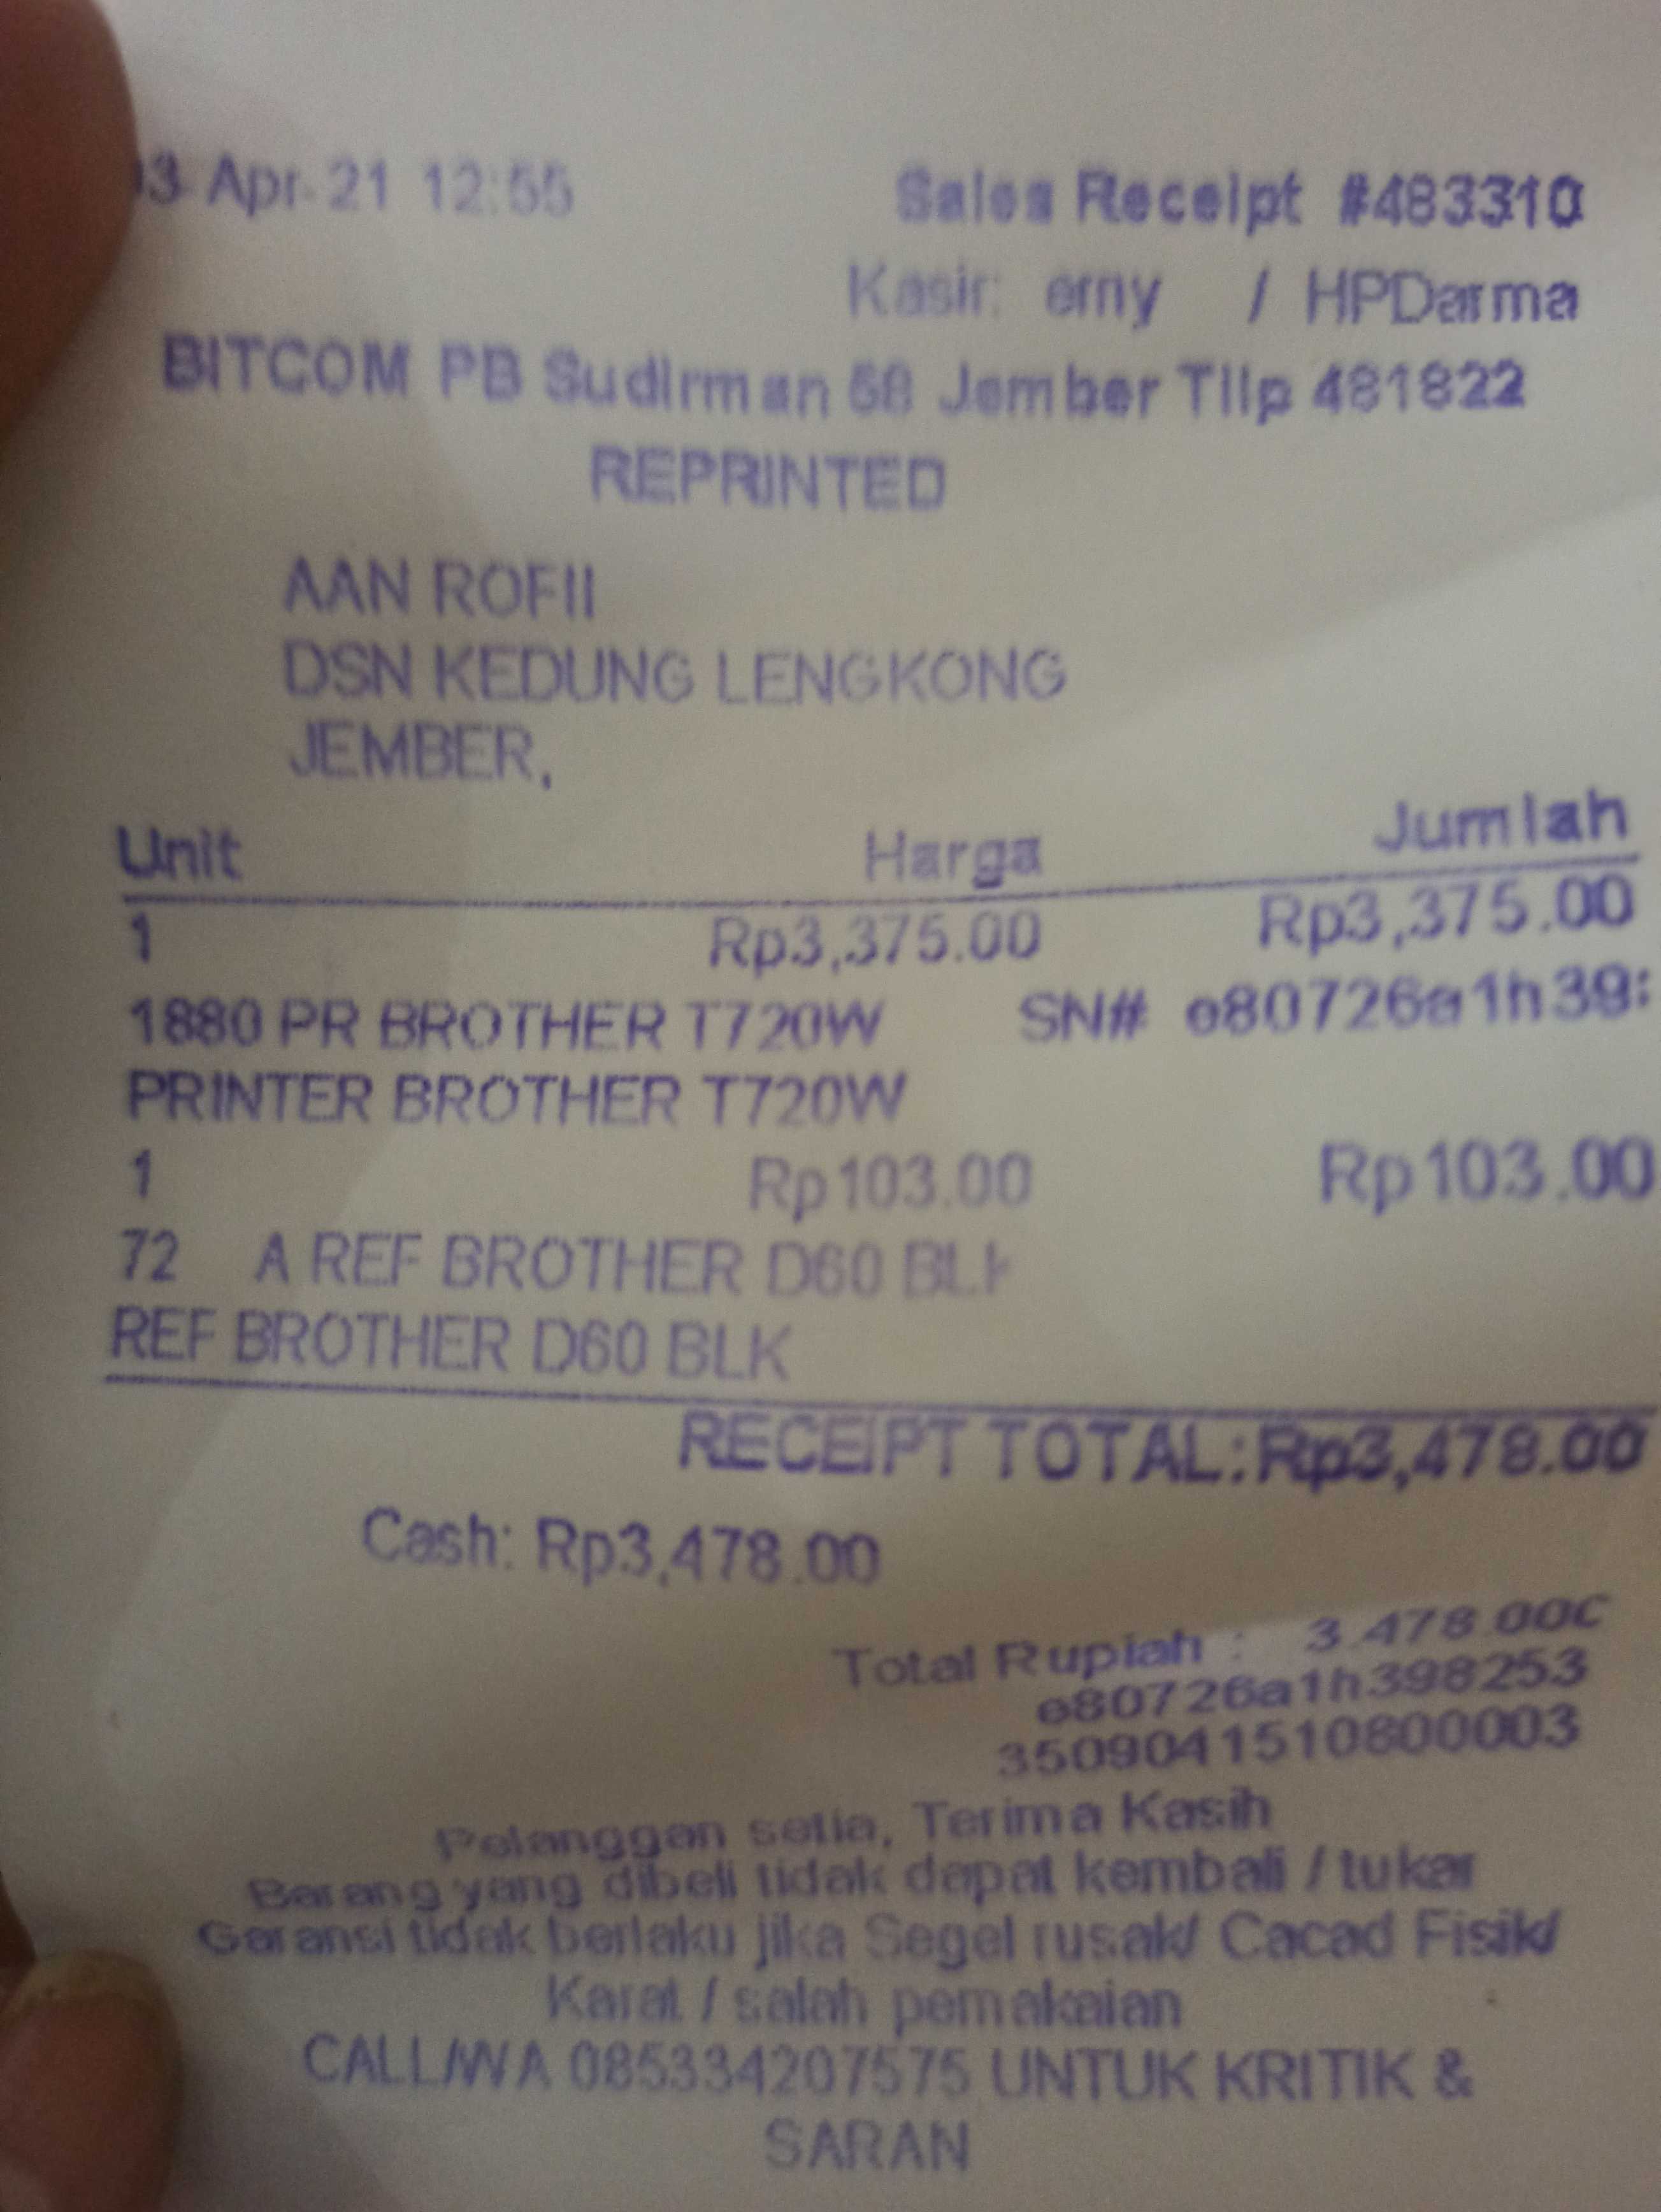 3 Apr 21 12:55 Sales Receipt #483310
Kasir: erny / HPDarma
BITCOM PB Sudirman Jember Tllp 481822
REPRINTED
AAN ROFII
DSN KEDUNG LENGKONG
JEMBER,
Unit Harga Jumlah
1 Rp3,375.00 Rp3,375.00
1880 PR BROTHER T720W SN# e80726a1h39
PRINTER BROTHER T720W
1 Rp103.00 Rp103.00
72 A REF BROTHER D60 BLK
REF BROTHER D60 BLK
RECEIPT TOTAL: Rp3,478.00
Cash: Rp3,478.00
Total Rupiah : 3.478.00
e80726a1h398253
3509041510800003
Pelanggan setia, Terima Kasih
Barang yang dibeli tidak dapat kembali / tukar
Garansi tidak berlaku jika Segel rusak/ Cacad Fisik/
Karat / salah pemakaian
CALL/WA 085334207575 UNTUK KRITIK &
SARAN